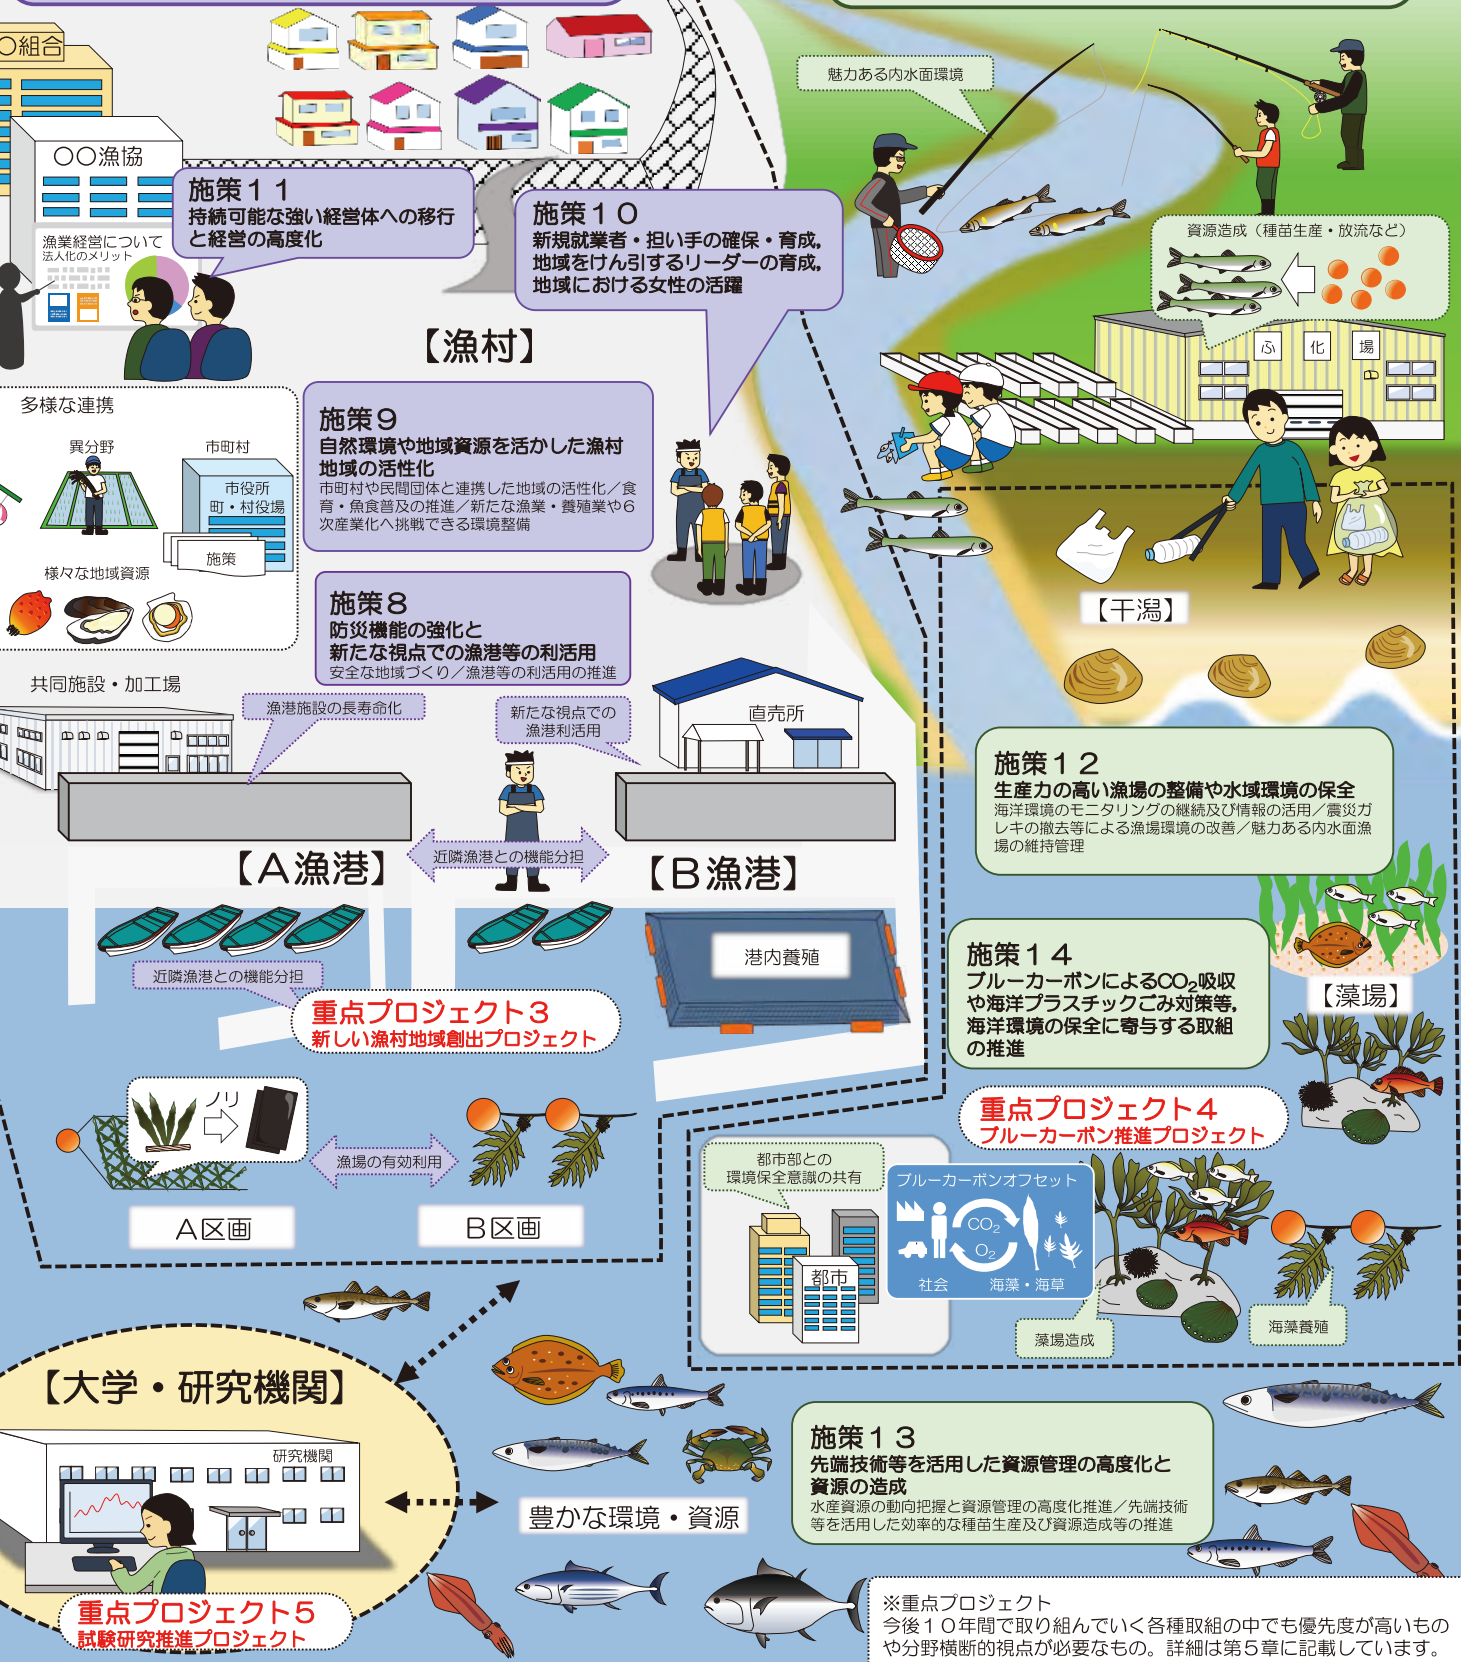 〇組合
〇〇漁協
漁業経営について
法人化のメリット
施策１１
持続可能な強い経営体への移行
と経営の高度化
施策１０
新規就業者・担い手の確保・育成，
地域をけん引するリーダーの育成，
地域における女性の活躍
魅力ある内水面環境
資源造成（種苗生産・放流など）
ふ 化 場
【漁村】
多様な連携
異分野
市町村
市役所
町・村役場
施策
様々な地域資源
施策９
自然環境や地域資源を活かした漁村
地域の活性化
市町村や民間団体と連携した地域の活性化／食
育・魚食普及の推進／新たな漁業・養殖業や６
次産業化へ挑戦できる環境整備
施策８
防災機能の強化と
新たな視点での漁港等の利活用
安全な地域づくり／漁港等の利活用の推進
【干潟】
共同施設・加工場
漁港施設の長寿命化
新たな視点での
漁港利活用
直売所
施策１２
生産力の高い漁場の整備や水域環境の保全
海洋環境のモニタリングの継続及び情報の活用／震災ガ
レキの撤去等による漁場環境の改善／魅力ある内水面漁
場の維持管理
【Ａ漁港】
近隣漁港との機能分担
【Ｂ漁港】
港内養殖
近隣漁港との機能分担
重点プロジェクト３
新しい漁村地域創出プロジェクト
施策１４
ブルーカーボンによるCO₂吸収
や海洋プラスチックごみ対策等，
海洋環境の保全に寄与する取組
の推進
【藻場】
重点プロジェクト４
ブルーカーボン推進プロジェクト
ノリ
漁場の有効利用
Ａ区画
Ｂ区画
都市部との
環境保全意識の共有
都市
ブルーカーボンオフセット
CO₂
O₂
社会
海藻・海草
藻場造成
海藻養殖
【大学・研究機関】
研究機関
重点プロジェクト５
試験研究推進プロジェクト
豊かな環境・資源
施策１３
先端技術等を活用した資源管理の高度化と
資源の造成
水産資源の動向把握と資源管理の高度化推進／先端技術
等を活用した効率的な種苗生産及び資源造成等の推進
※重点プロジェクト
今後１０年間で取り組んでいく各種取組の中でも優先度が高いもの
や分野横断的視点が必要なもの。詳細は第５章に記載しています。